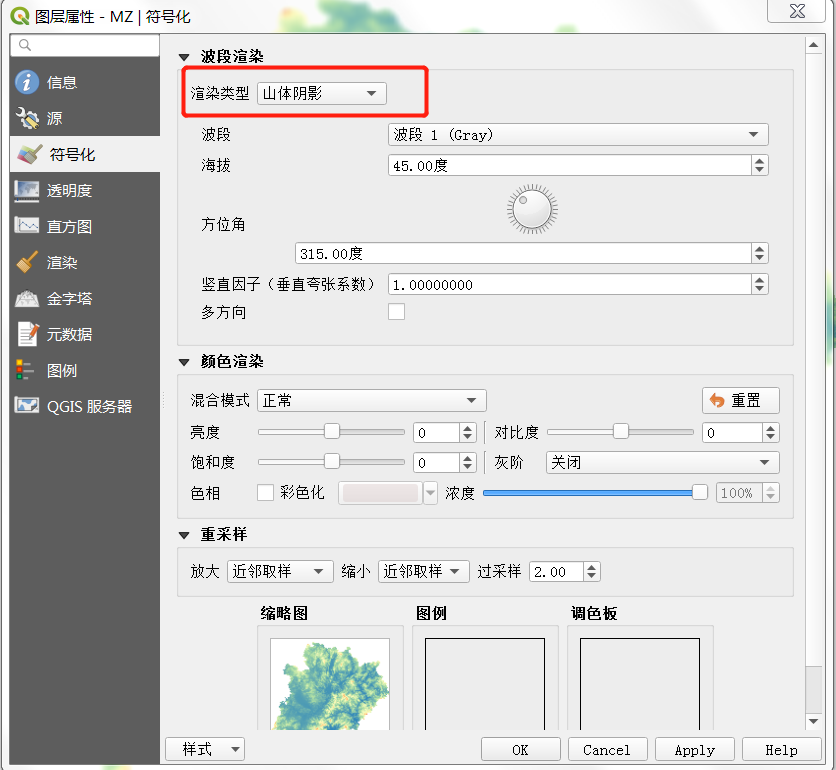 图层属性 - MZ | 符号化
信息
源
符号化
透明度
直方图
渲染
金字塔
元数据
图例
QGIS 服务器
波段渲染
渲染类型 山体阴影
波段 波段 1 (Gray)
海拔 45.00度
方位角
315.00度
竖直因子（垂直夸张系数） 1.00000000
多方向
颜色渲染
混合模式 正常 重置
亮度 0 对比度 0
饱和度 0 灰阶 关闭
色相 彩色化 浓度 100%
重采样
放大 近邻取样 缩小 近邻取样 过采样 2.00
缩略图 图例 调色板
样式 OK Cancel Apply Help